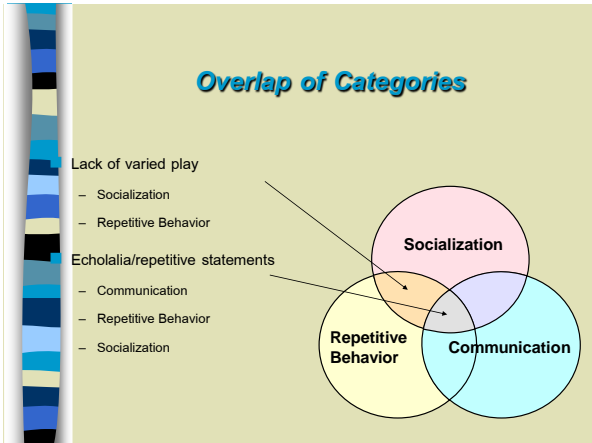 Overlap of Categories
Lack of varied play
– Socialization
– Repetitive Behavior
Echolalia/repetitive statements
– Communication
– Repetitive Behavior
– Socialization
Socialization
Repetitive
Behavior
Communication